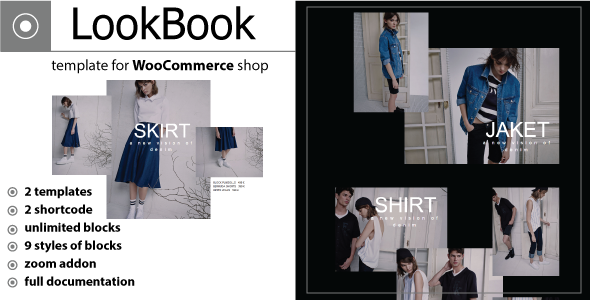 LookBook
template for WooCommerce shop
SKIRT
a new vision of
denim
2 templates
2 shortcode
unlimited blocks
9 styles of blocks
zoom addon
full documentation
JAKET
a new vision of
denim
SHIRT
a new vision of
denim